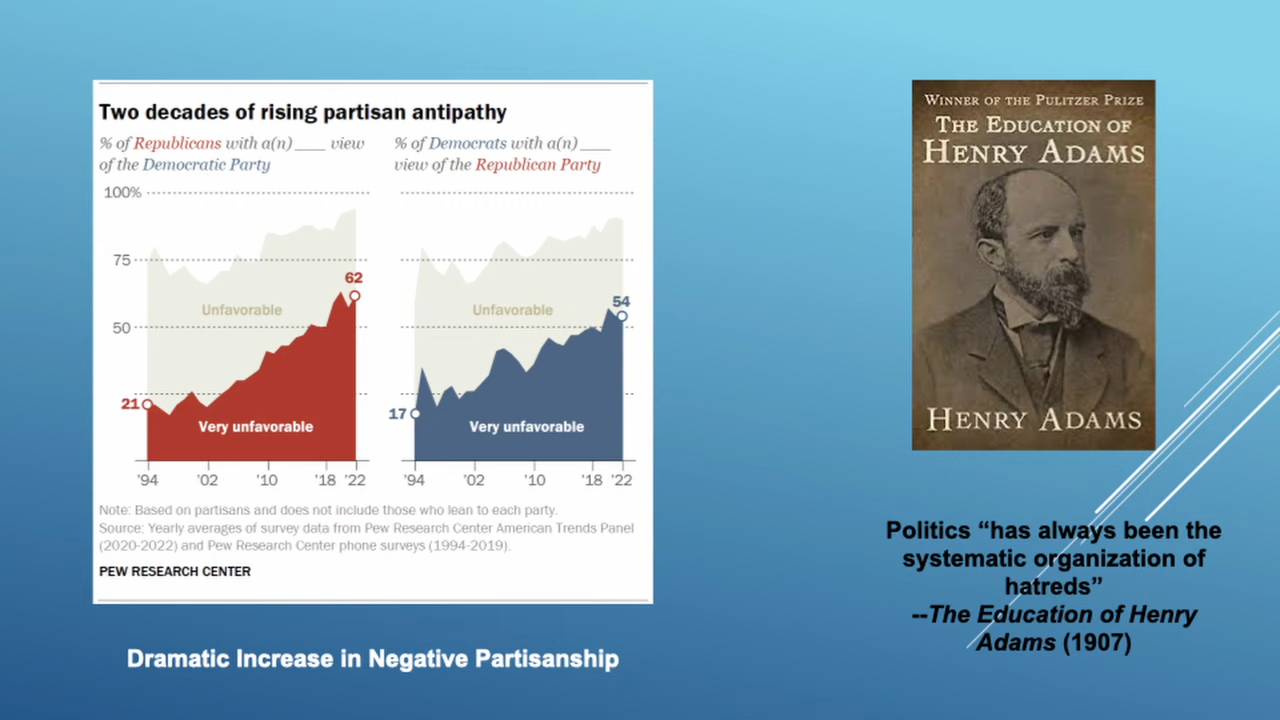 Two decades of rising partisan antipathy
% of Republicans with a(n) ___ view
of the Democratic Party
% of Democrats with a(n) ___
view of the Republican Party
100%
75
50
Unfavorable
62
21
Very unfavorable
'94 '02 '10 '18 '22
Unfavorable
54
17
Very unfavorable
'94 '02 '10 '18 '22
Note: Based on partisans and does not include those who lean to each party.
Source: Yearly averages of survey data from Pew Research Center American Trends Panel
(2020-2022) and Pew Research Center phone surveys (1994-2019).
PEW RESEARCH CENTER
Dramatic Increase in Negative Partisanship
WINNER OF THE PULITZER PRIZE
THE EDUCATION OF
HENRY ADAMS
HENRY ADAMS
Politics “has always been the
systematic organization of
hatreds”
--The Education of Henry
Adams (1907)